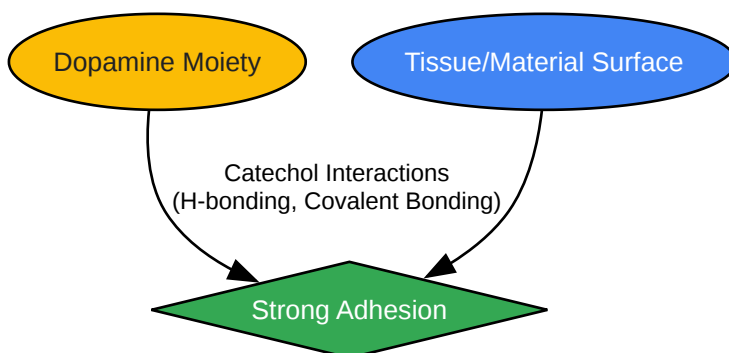 Dopamine Moiety
Tissue/Material Surface
Catechol Interactions
(H-bonding, Covalent Bonding)
Strong Adhesion